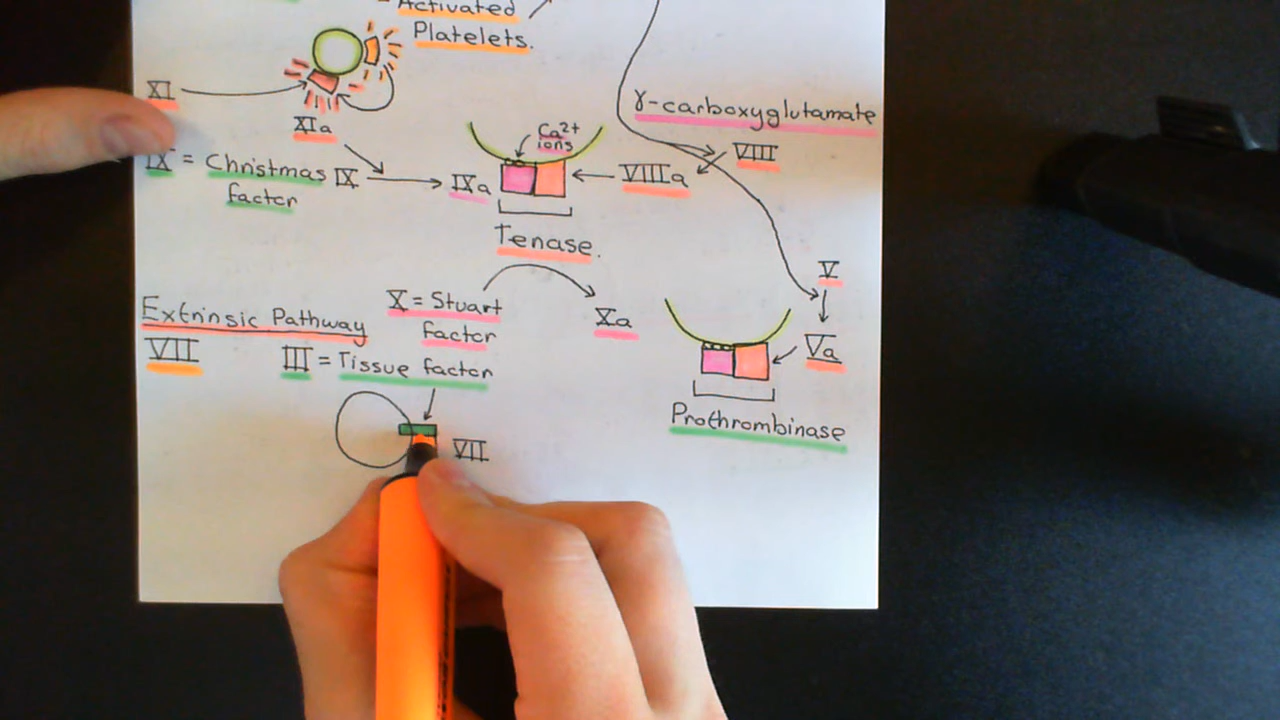 Activated
Platelets.
XI
XIa
γ-carboxyglutamate
Ca2+
ions
VIII
IX = Christmas
factor
IX
IXa
VIIIa
Tenase.
V
Extrinsic Pathway
X = Stuart
factor
Xa
Va
VII
III = Tissue factor
Prothrombinase
VII